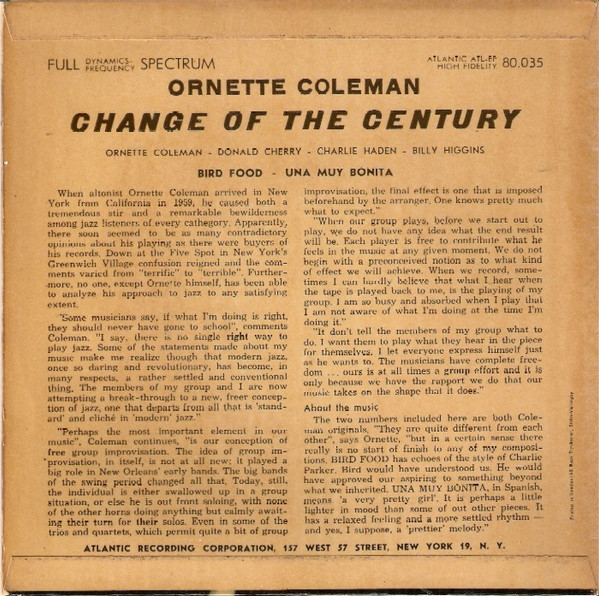 FULL DYNAMICS- FREQUENCY SPECTRUM
ATLANTIC ATL-EP HIGH FIDELITY 80.035
ORNETTE COLEMAN
CHANGE OF THE CENTURY
ORNETTE COLEMAN - DONALD CHERRY - CHARLIE HADEN - BILLY HIGGINS
BIRD FOOD - UNA MUY BONITA
When altonist Ornette Coleman arrived in New
York from California in 1959, he caused both a
tremendous stir and a remarkable bewilderness
among jazz listeners of every cathegory. Apparently,
there soon seemed to be as many contradictory
opinions about his playing as there were buyers of
his records. Down at the Five Spot in New York's
Greenwich Village confusion reigned and the com-
ments varied from "terrific" to "terrible". Further-
more, no one, except Ornette himself, has been able
to analyze his approach to jazz to any satisfying
extent.
"Some musicians say, if what I'm doing is right,
they should never have gone to school", comments
Coleman. "I say, there is no single right way to
play jazz. Some of the statements made about my
music make me realize though that modern jazz,
once so daring and revolutionary, has become, in
many respects, a rather settled and conventional
thing. The members of my group and I are now
attempting a break-through to a new, freer concep-
tion of jazz, one that departs from all that is 'stand-
ard' and cliché in 'modern' jazz."
"Perhaps the most important element in our
music", Coleman continues, "is our conception of
free group improvisation. The idea of group im-
provisation, in itself, is not at all new; it played a
big role in New Orleans' early bands. The big bands
of the swing period changed all that. Today, still,
the individual is either swallowed up in a group
situation, or else he is out front soloing, with none
of the other horns doing anything but calmly await-
ing their turn for their solos. Even in some of the
trios and quartets, which permit quite a bit of group
improvisation, the final effect is one that is imposed
beforehand by the arranger. One knows pretty much
what to expect."
"When our group plays, before we start out to
play, we do not have any idea what the end result
will be. Each player is free to contribute what he
feels in the music at any given moment. We do not
begin with a preconceived notion as to what kind
of effect we will achieve. When we record, some-
times I can hardly believe that what I hear when
the tape is played back to me, is the playing of my
group. I am so busy and absorbed when I play that
I am not aware of what I'm doing at the time I'm
doing it."
"It don't tell the members of my group what to
do. I want them to play what they hear in the piece
for themselves. I let everyone express himself just
as he wants to. The musicians have complete free-
dom ... ours is at all times a group effort and it is
only because we have the rapport we do that our
music takes on the shape that it does."
About the music
The two numbers included here are both Cole-
man originals. "They are quite different from each
other", says Ornette, "but in a certain sense there
really is no start of finish to any of my composi-
tions. BIRD FOOD has echoes of the style of Charlie
Parker. Bird would have understood us. He would
have approved our aspiring to something beyond
what we inherited. UNA MUY BONITA, in Spanish,
means 'a very pretty girl'. It is perhaps a little
lighter in mood than some of out other pieces. It
has a relaxed feeling and a more settled rhythm —
and yes, I suppose, a 'prettier' melody."
ATLANTIC RECORDING CORPORATION, 157 WEST 57 STREET, NEW YORK 19, N. Y.